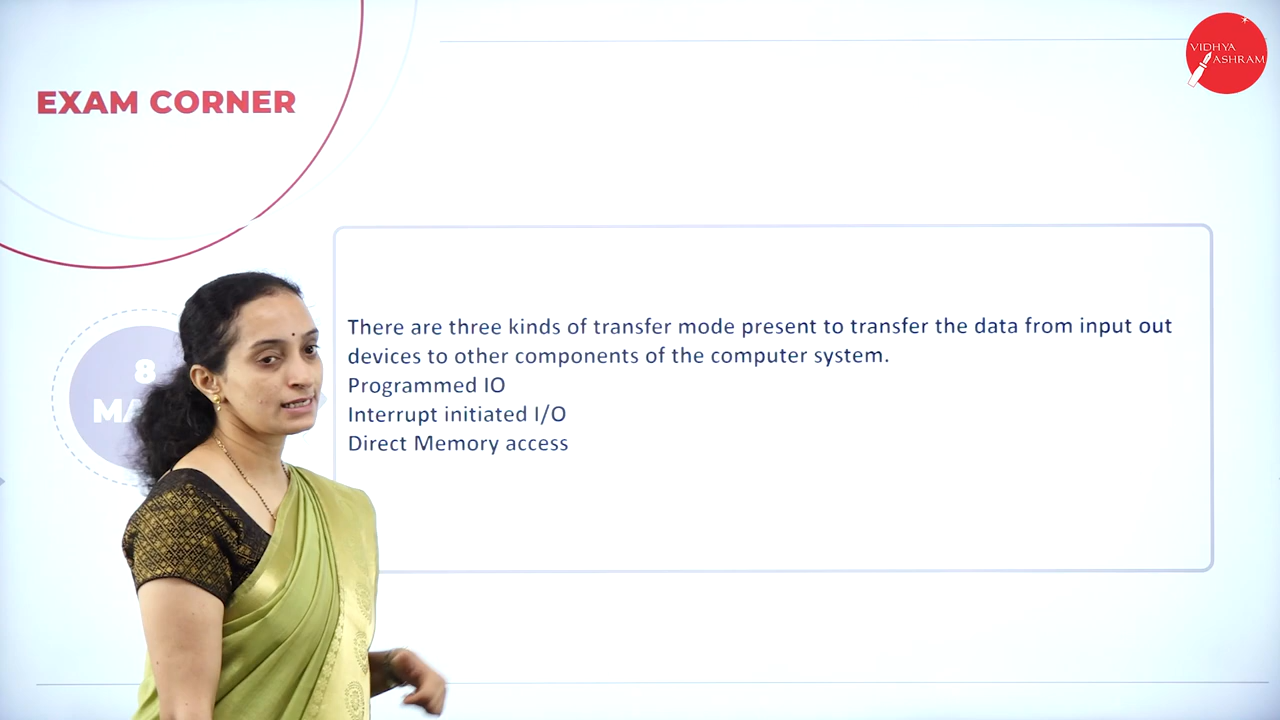 VIDHYA
ASHRAM
EXAM CORNER
There are three kinds of transfer mode present to transfer the data from input out
devices to other components of the computer system.
8
Programmed IO
Interrupt initiated I/O
Direct Memory access